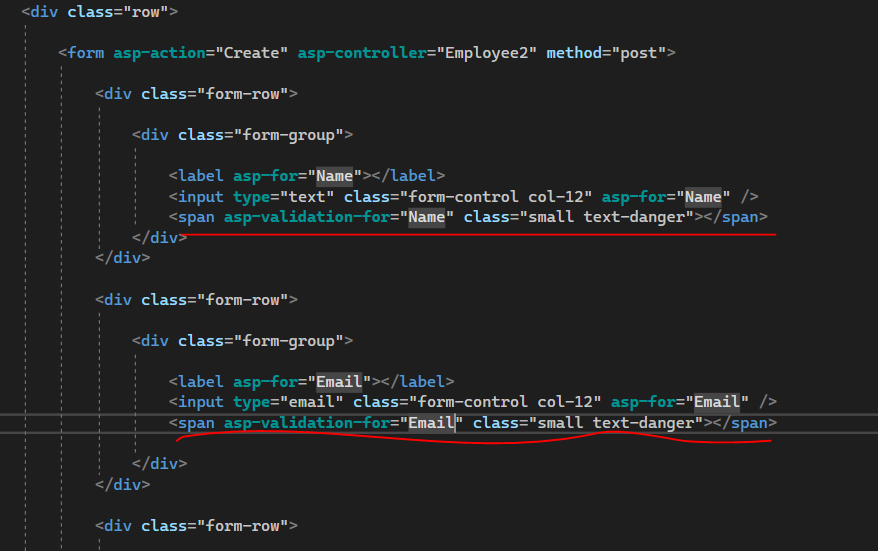 <div class="row">
<form asp-action="Create" asp-controller="Employee2" method="post">
<div class="form-row">
<div class="form-group">
<label asp-for="Name"></label>
<input type="text" class="form-control col-12" asp-for="Name" />
<span asp-validation-for="Name" class="small text-danger"></span>
</div>
</div>
<div class="form-row">
<div class="form-group">
<label asp-for="Email"></label>
<input type="email" class="form-control col-12" asp-for="Email" />
<span asp-validation-for="Email" class="small text-danger"></span>
</div>
</div>
<div class="form-row">